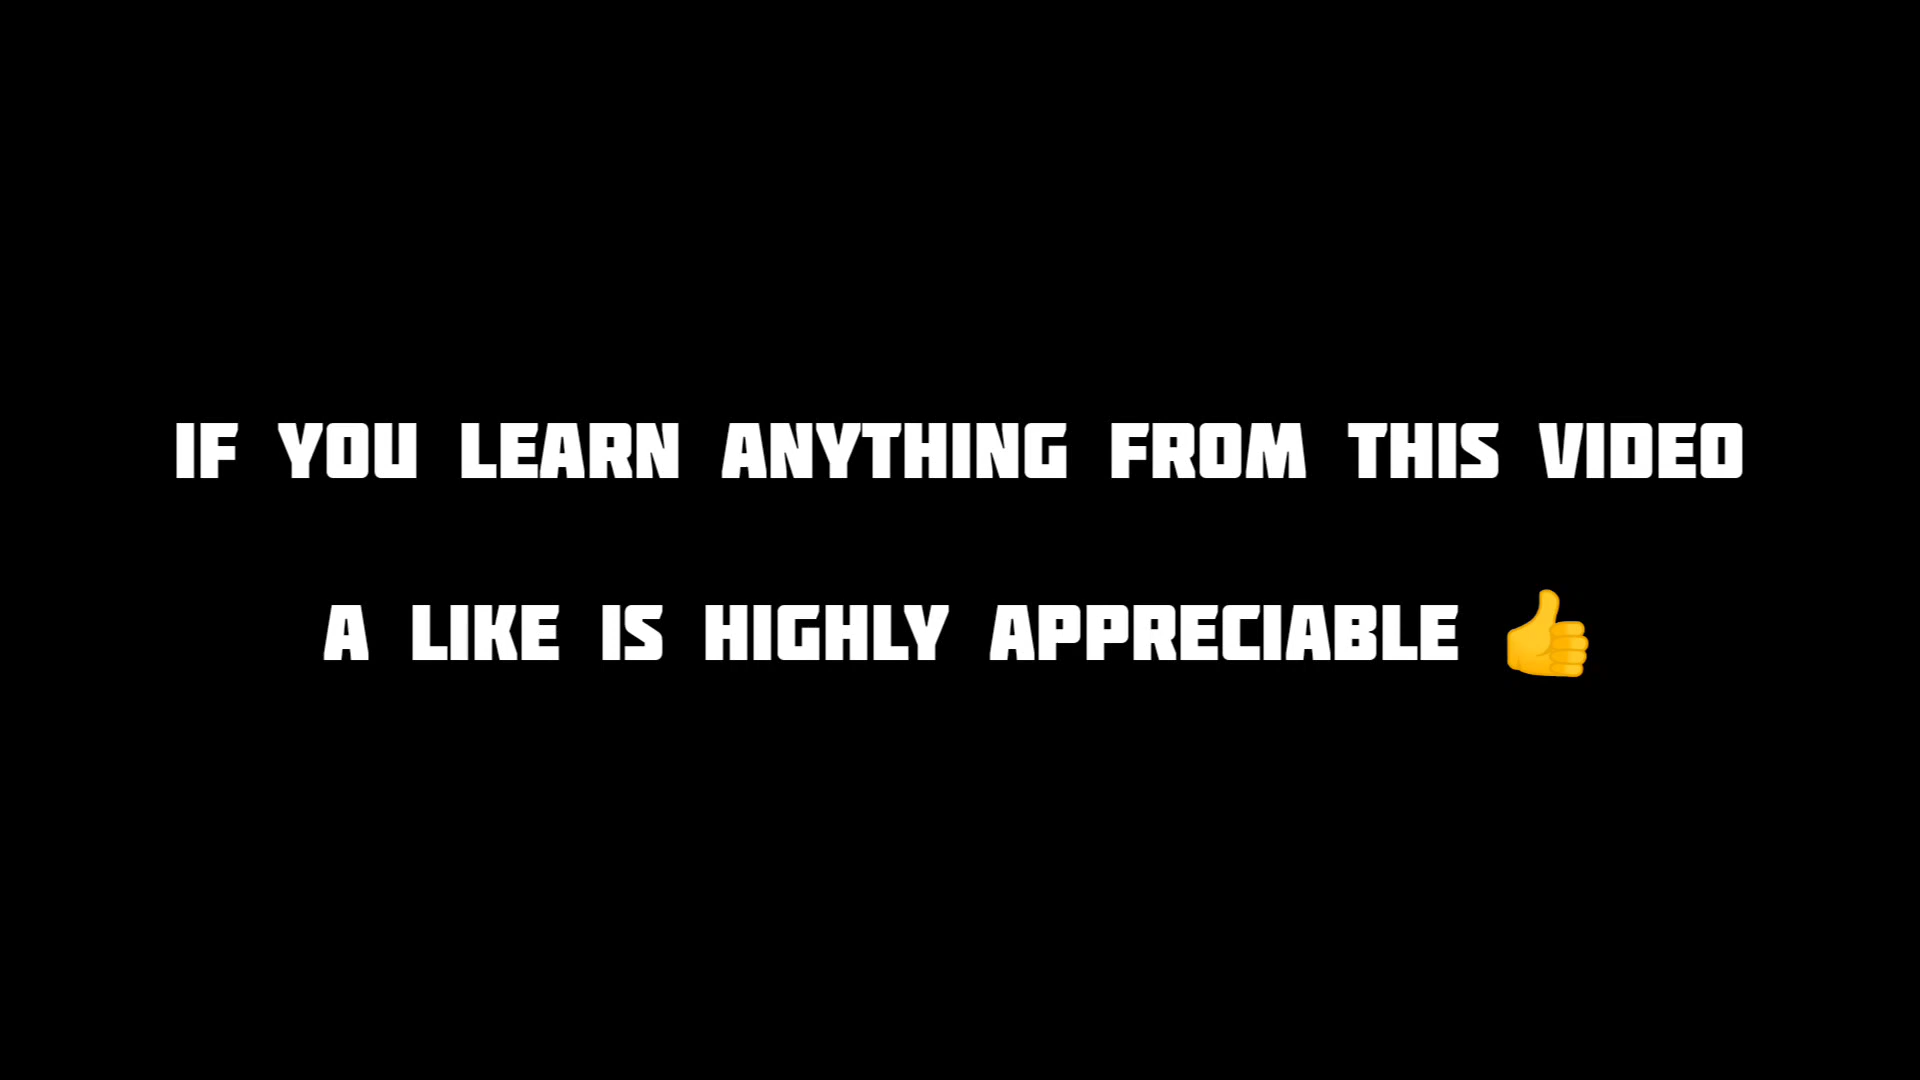 IF YOU LEARN ANYTHING FROM THIS VIDEO
A LIKE IS HIGHLY APPRECIABLE 👍